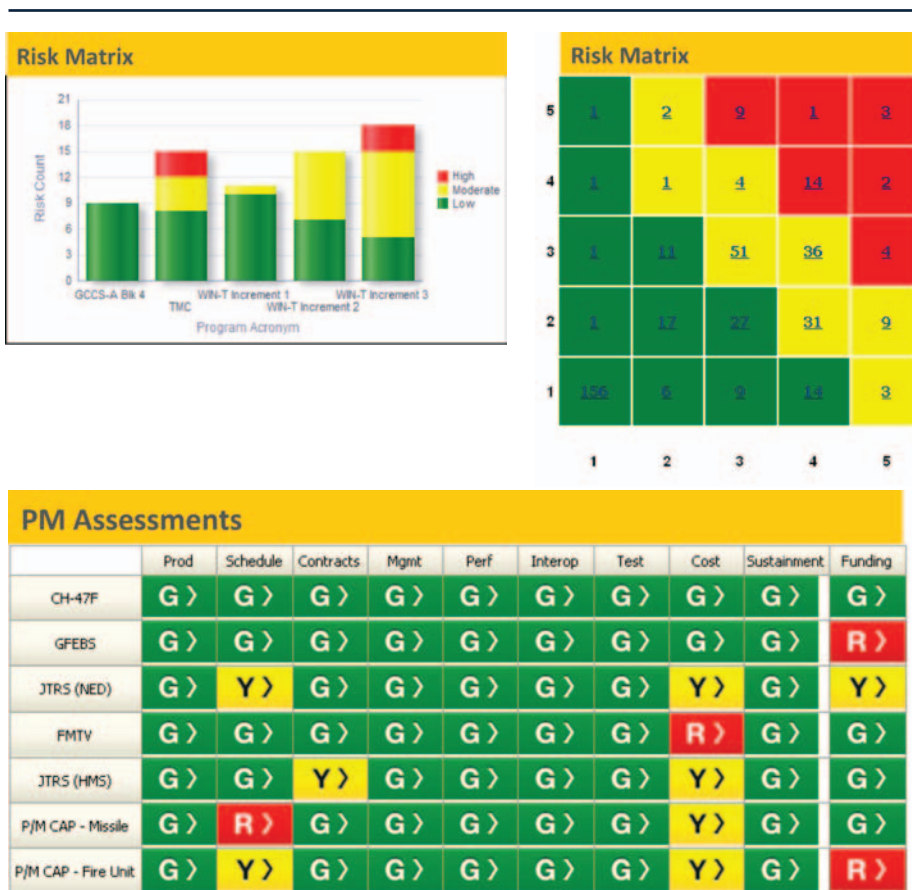 Risk Matrix
21
18
15
12
9
6
3
0
Risk Count
High
Moderate
Low
GCCS-A Blk 4
TMC
WIN-T Increment 1
WIN-T Increment 2
WIN-T Increment 3
Program Acronym
Risk Matrix
5 1 2 9 1 3
4 1 1 4 14 2
3 1 11 51 36 4
2 1 17 27 31 9
1 156 6 9 14 3
1 2 3 4 5
PM Assessments
Prod Schedule Contracts Mgmt Perf Interop Test Cost Sustainment Funding
CH-47F G〉 G〉 G〉 G〉 G〉 G〉 G〉 G〉 G〉 G〉
GFEBS G〉 G〉 G〉 G〉 G〉 G〉 G〉 G〉 G〉 R〉
JTRS (NED) G〉 Y〉 G〉 G〉 G〉 G〉 G〉 Y〉 G〉 Y〉
FMTV G〉 G〉 G〉 G〉 G〉 G〉 G〉 R〉 G〉 G〉
JTRS (HMS) G〉 G〉 Y〉 G〉 G〉 G〉 G〉 Y〉 G〉 G〉
P/M CAP - Missile G〉 R〉 G〉 G〉 G〉 G〉 G〉 Y〉 G〉 G〉
P/M CAP - Fire Unit G〉 Y〉 G〉 G〉 G〉 G〉 G〉 Y〉 G〉 R〉